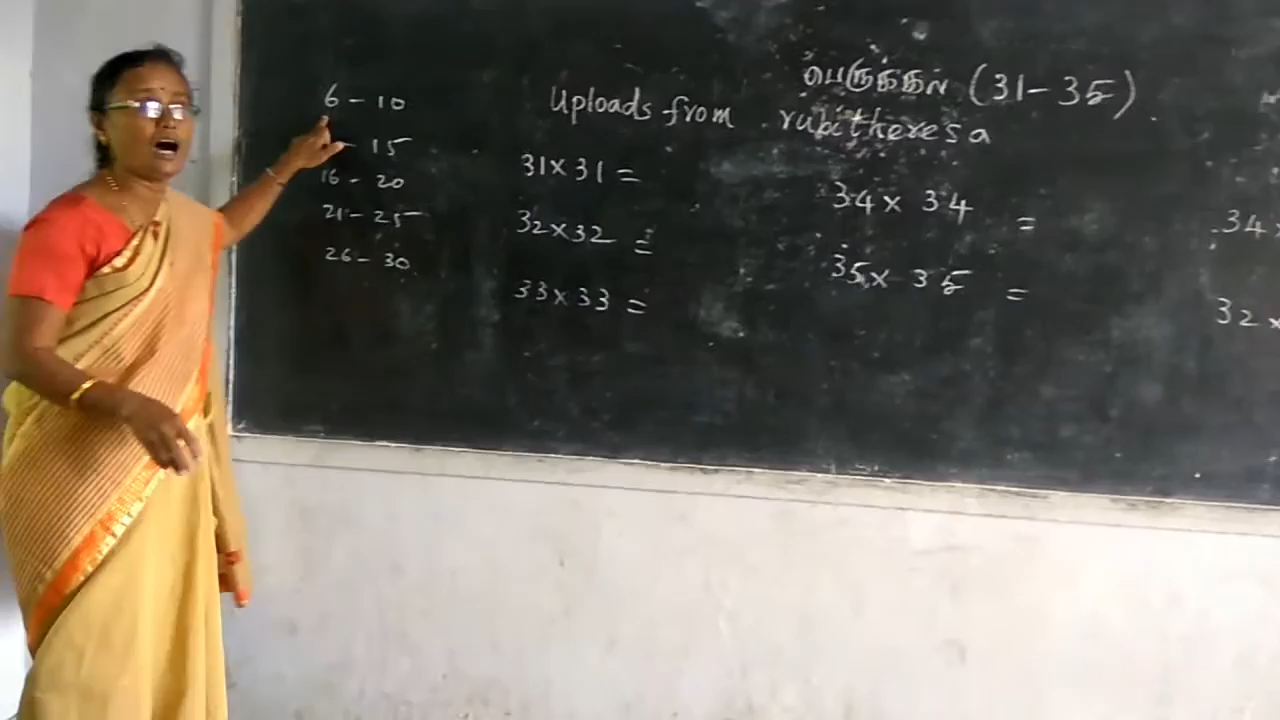 பெருக்கல் (31-35)
Uploads from rubitheresa
6 - 10
- 15
16 - 20
21 - 25
26 - 30
31 x 31 =
32 x 32 =
33 x 33 =
34 x 34 =
35 x 35 =
34
32 x